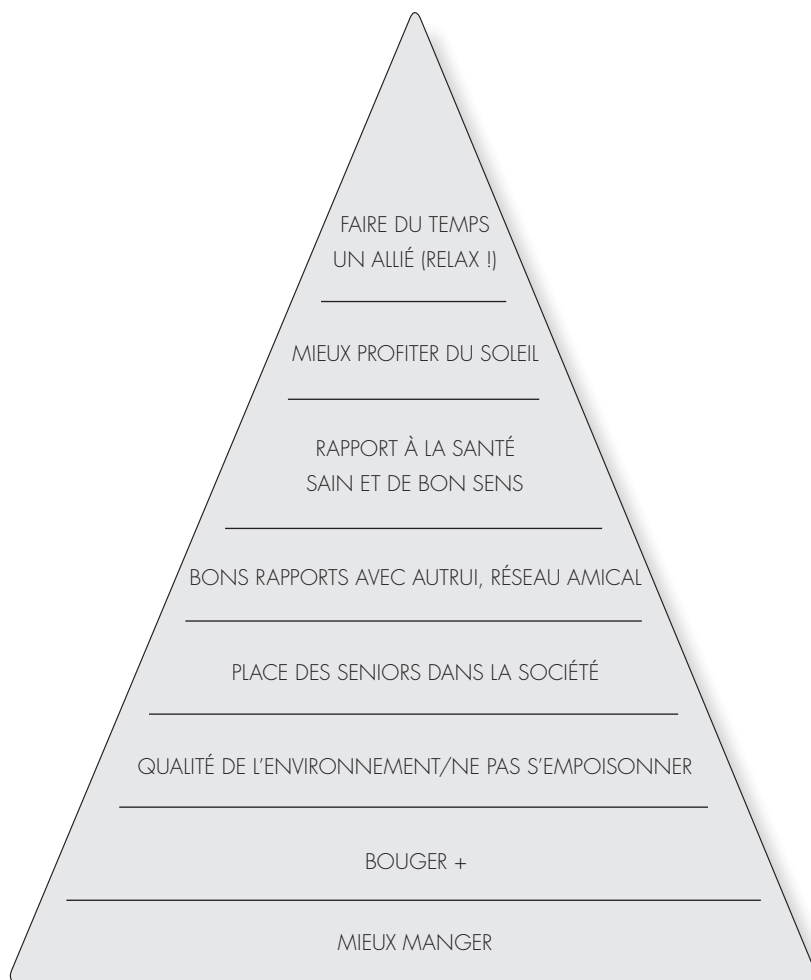 FAIRE DU TEMPS
UN ALLIÉ (RELAX !)
MIEUX PROFITER DU SOLEIL
RAPPORT À LA SANTÉ
SAIN ET DE BON SENS
BONS RAPPORTS AVEC AUTRUI, RÉSEAU AMICAL
PLACE DES SENIORS DANS LA SOCIÉTÉ
QUALITÉ DE L’ENVIRONNEMENT/NE PAS S’EMPOISONNER
BOUGER +
MIEUX MANGER